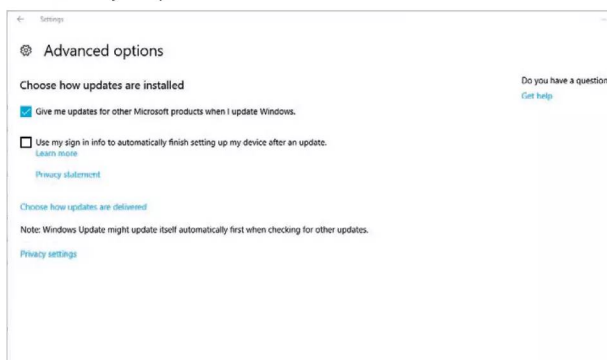 Settings
Advanced options
Choose how updates are installed
Give me updates for other Microsoft products when I update Windows.
Use my sign in info to automatically finish setting up my device after an update.
Learn more
Privacy statement
Choose how updates are delivered
Note: Windows Update might update itself automatically first when checking for other updates.
Privacy settings
Do you have a question
Get help